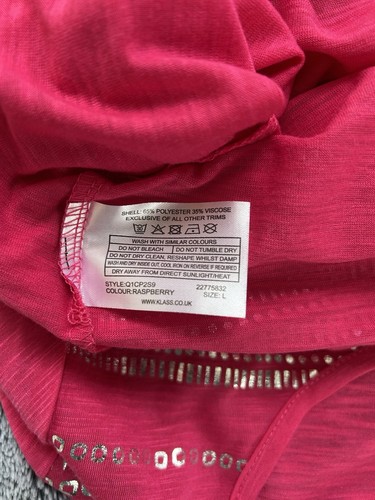 SHELL: 65% POLYESTER 35% VISCOSE
EXCLUSIVE OF ALL OTHER TRIMS
WASH WITH SIMILAR COLOURS
DO NOT BLEACH DO NOT TUMBLE DRY
DO NOT DRY CLEAN, RESHAPE WHILST DAMP
WASH AND DRY INSIDE OUT, COOL IRON ON REVERSE IF REQUIRED
DRY AWAY FROM DIRECT SUNLIGHT/HEAT
STYLE:Q1CP2S9 22775632
COLOUR:RASPBERRY SIZE: L
WWW.KLASS.CO.UK